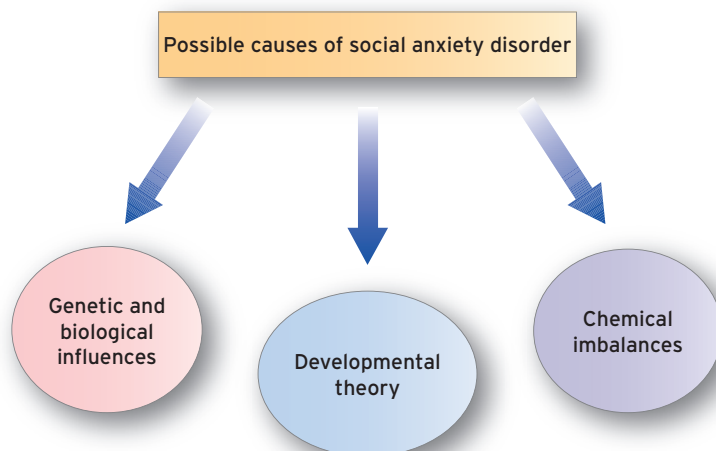 Possible causes of social anxiety disorder
Genetic and
biological
influences
Developmental
theory
Chemical
imbalances